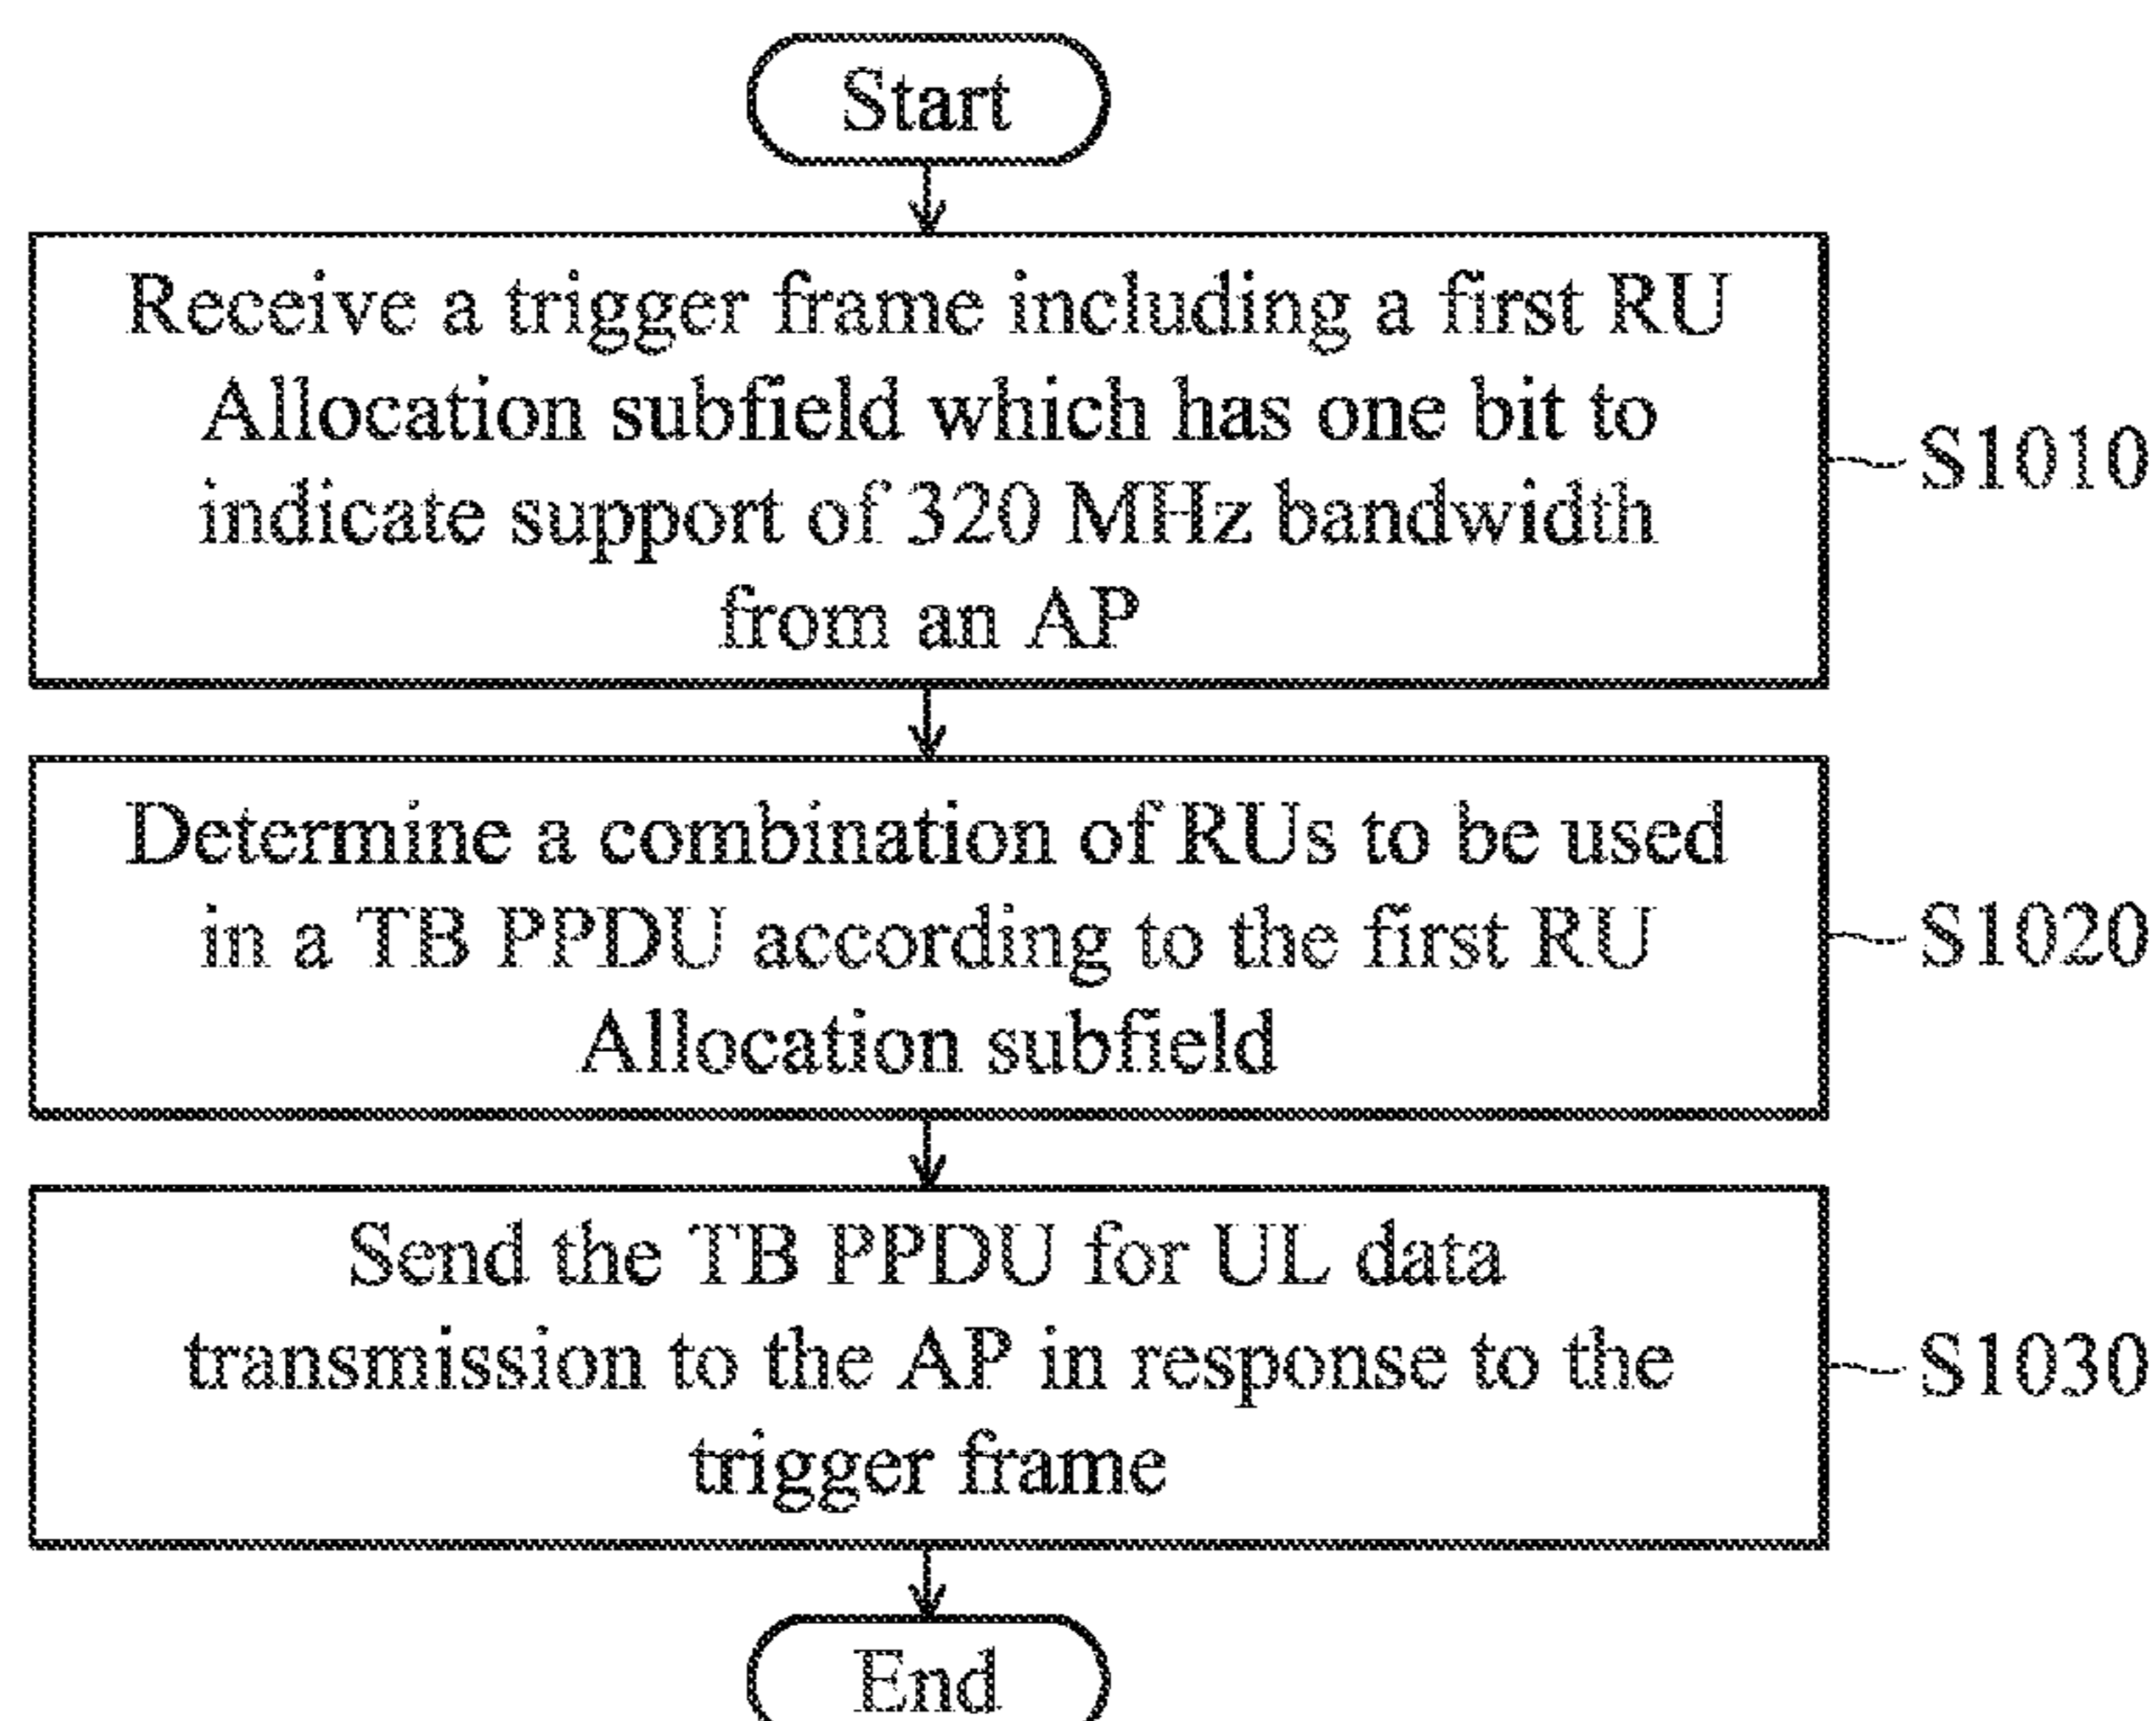 Start
Receive a trigger frame including a first RU
Allocation subfield which has one bit to
indicate support of 320 MHz bandwidth
from an AP
S1010
Determine a combination of RUs to be used
in a TB PPDU according to the first RU
Allocation subfield
S1020
Send the TB PPDU for UL data
transmission to the AP in response to the
trigger frame
S1030
End